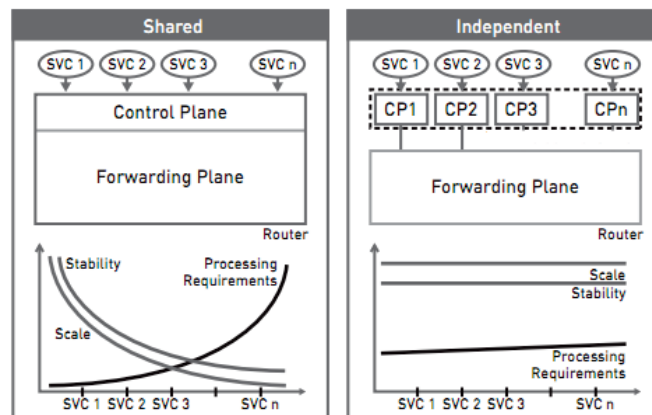 Shared
SVC 1 SVC 2 SVC 3 SVC n
Control Plane
Forwarding Plane
Router
Stability
Processing
Requirements
Scale
SVC 1 SVC 2 SVC 3 SVC n
Independent
SVC 1 SVC 2 SVC 3 SVC n
CP1 CP2 CP3 CPn
Forwarding Plane
Router
Scale
Stability
Processing
Requirements
SVC 1 SVC 2 SVC 3 SVC n